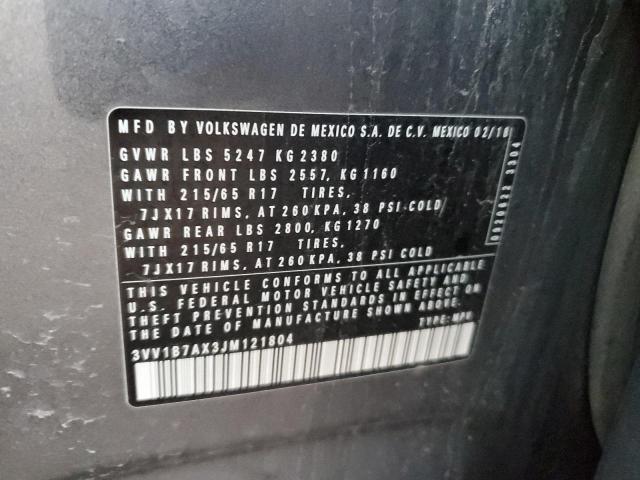 MFD BY VOLKSWAGEN DE MEXICO S.A. DE C.V. MEXICO 02/18
GVWR LBS 5247 KG 2380
GAWR FRONT LBS 2557, KG 1160
WITH 215/65 R17 TIRES,
7JX17 RIMS, AT 260 KPA, 38 PSI-COLD
GAWR REAR LBS 2800, KG 1270
WITH 215/65 R17 TIRES,
7JX17 RIMS, AT 260 KPA, 38 PSI COLD
THIS VEHICLE CONFORMS TO ALL APPLICABLE
U.S. FEDERAL MOTOR VEHICLE SAFETY AND
THEFT PREVENTION STANDARDS IN EFFECT ON
THE DATE OF MANUFACTURE SHOWN ABOVE.
3VV1B7AX3JM121804 TYPE: MPV
3304